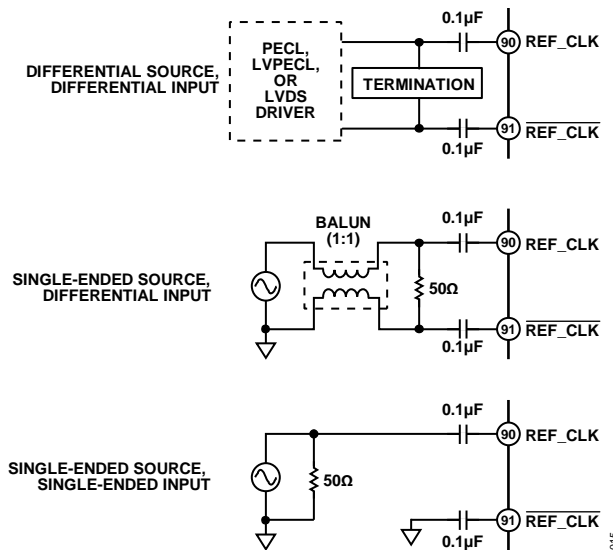 DIFFERENTIAL SOURCE,
DIFFERENTIAL INPUT
PECL,
LVPECL,
OR
LVDS
DRIVER
TERMINATION
0.1µF
90 REF_CLK
91 REF_CLK
0.1µF
SINGLE-ENDED SOURCE,
DIFFERENTIAL INPUT
BALUN
(1:1)
50Ω
0.1µF
90 REF_CLK
91 REF_CLK
0.1µF
SINGLE-ENDED SOURCE,
SINGLE-ENDED INPUT
50Ω
0.1µF
90 REF_CLK
91 REF_CLK
0.1µF